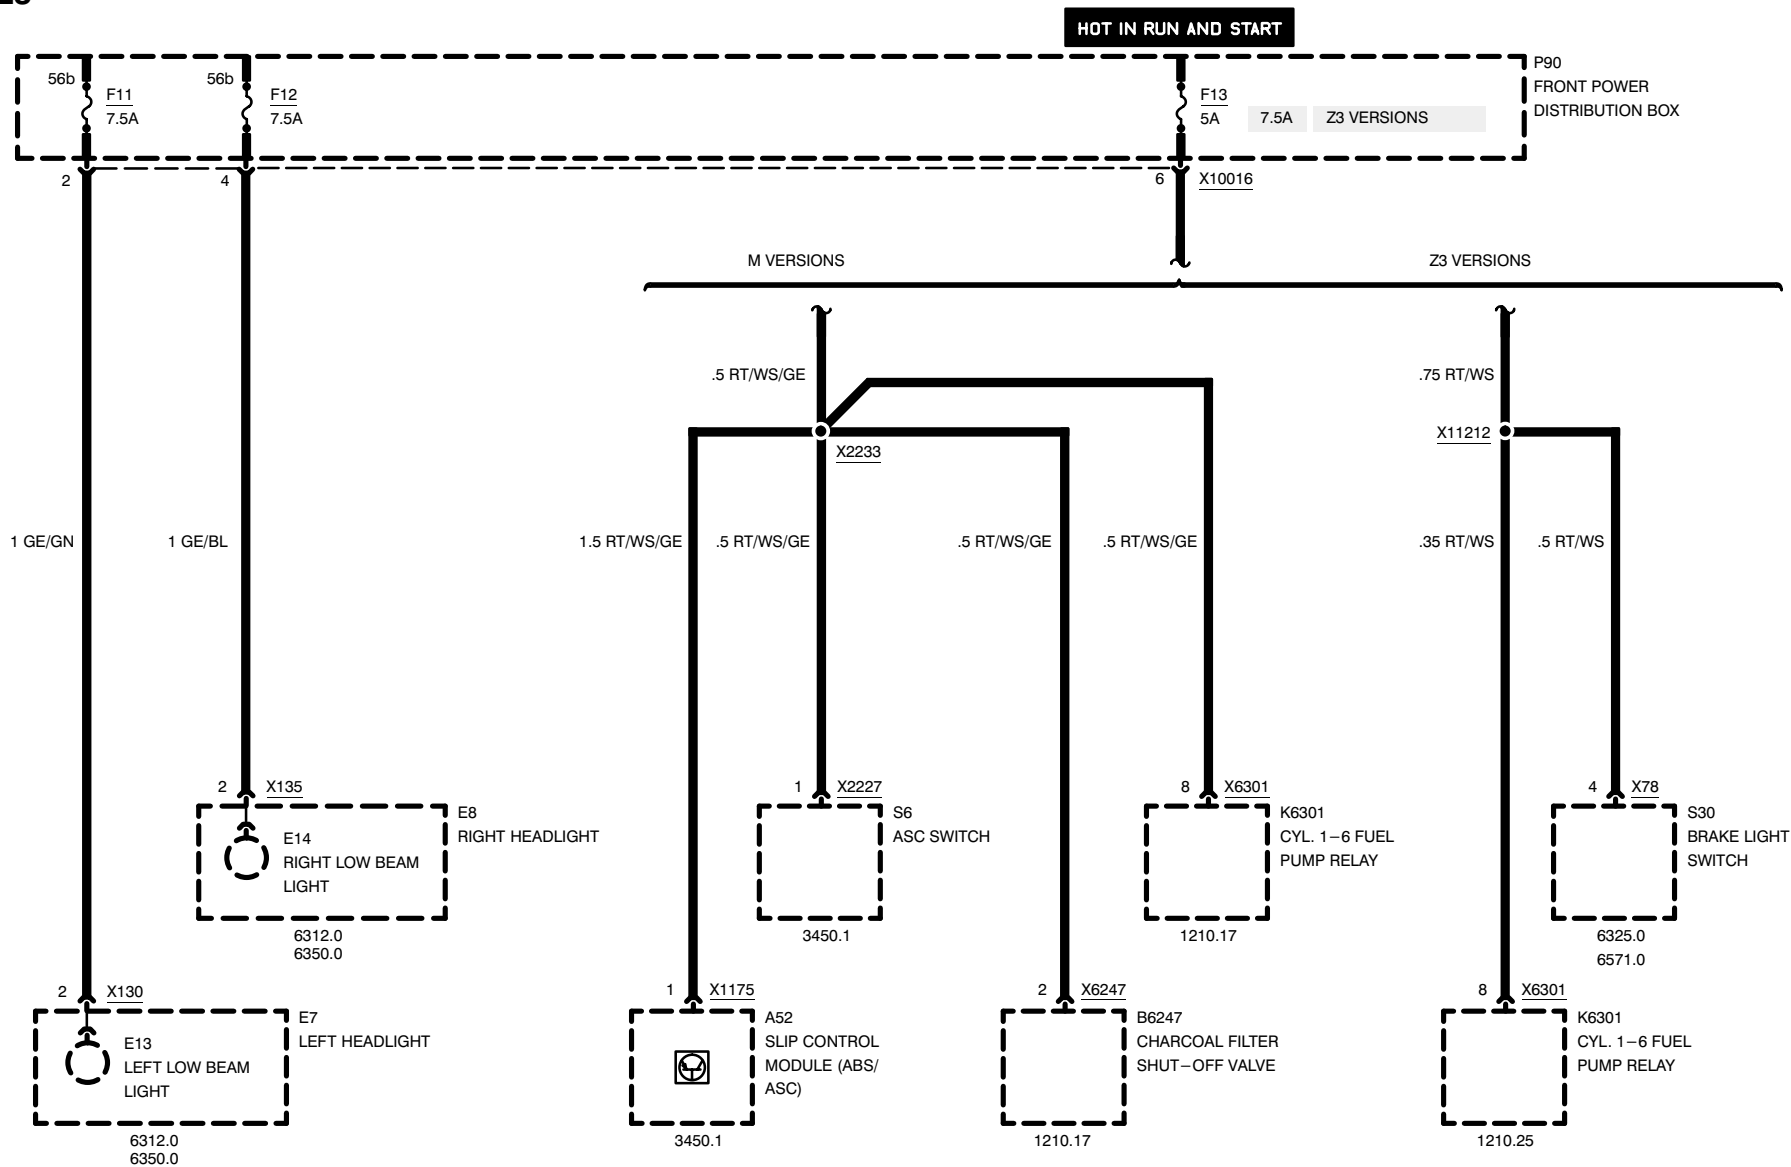 HOT IN RUN AND START
56b
F11
7.5A
56b
F12
7.5A
F13
5A
7.5A
Z3 VERSIONS
P90
FRONT POWER
DISTRIBUTION BOX
2
4
6
X10016
M VERSIONS
Z3 VERSIONS
.5 RT/WS/GE
.75 RT/WS
X2233
X11212
1 GE/GN
1 GE/BL
1.5 RT/WS/GE
.5 RT/WS/GE
.5 RT/WS/GE
.5 RT/WS/GE
.35 RT/WS
.5 RT/WS
2
X135
E8
RIGHT HEADLIGHT
E14
RIGHT LOW BEAM
LIGHT
6312.0
6350.0
1
X2227
S6
ASC SWITCH
3450.1
8
X6301
K6301
CYL. 1–6 FUEL
PUMP RELAY
1210.17
4
X78
S30
BRAKE LIGHT
SWITCH
6325.0
6571.0
2
X130
E7
LEFT HEADLIGHT
E13
LEFT LOW BEAM
LIGHT
6312.0
6350.0
1
X1175
A52
SLIP CONTROL
MODULE (ABS/
ASC)
3450.1
2
X6247
B6247
CHARCOAL FILTER
SHUT–OFF VALVE
1210.17
8
X6301
K6301
CYL. 1–6 FUEL
PUMP RELAY
1210.25